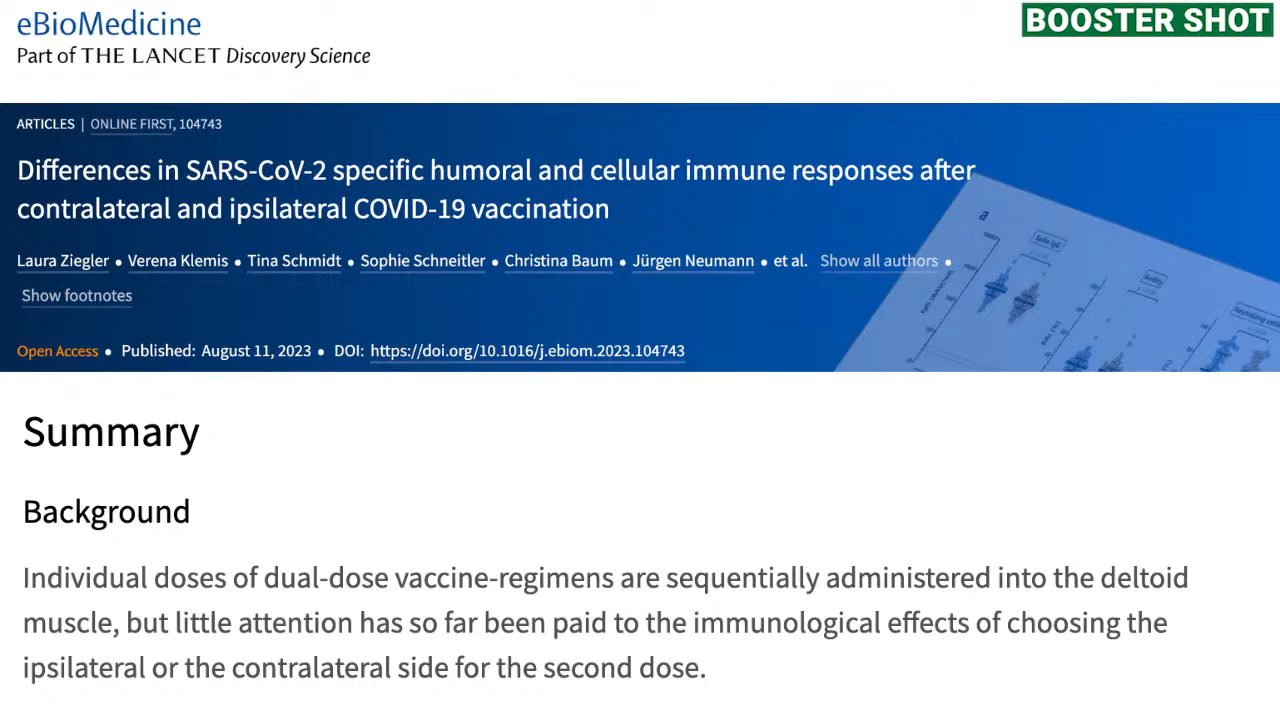 eBioMedicine
BOOSTER SHOT
Part of THE LANCET Discovery Science
ARTICLES | ONLINE FIRST, 104743
Differences in SARS-CoV-2 specific humoral and cellular immune responses after
contralateral and ipsilateral COVID-19 vaccination
Laura Ziegler • Verena Klemis • Tina Schmidt • Sophie Schneitler • Christina Baum • Jürgen Neumann • et al. Show all authors •
Show footnotes
Open Access • Published: August 11, 2023 • DOI: https://doi.org/10.1016/j.ebiom.2023.104743
a
Spike IgG
Avidity
Summary
Background
Individual doses of dual-dose vaccine-regimens are sequentially administered into the deltoid
muscle, but little attention has so far been paid to the immunological effects of choosing the
ipsilateral or the contralateral side for the second dose.